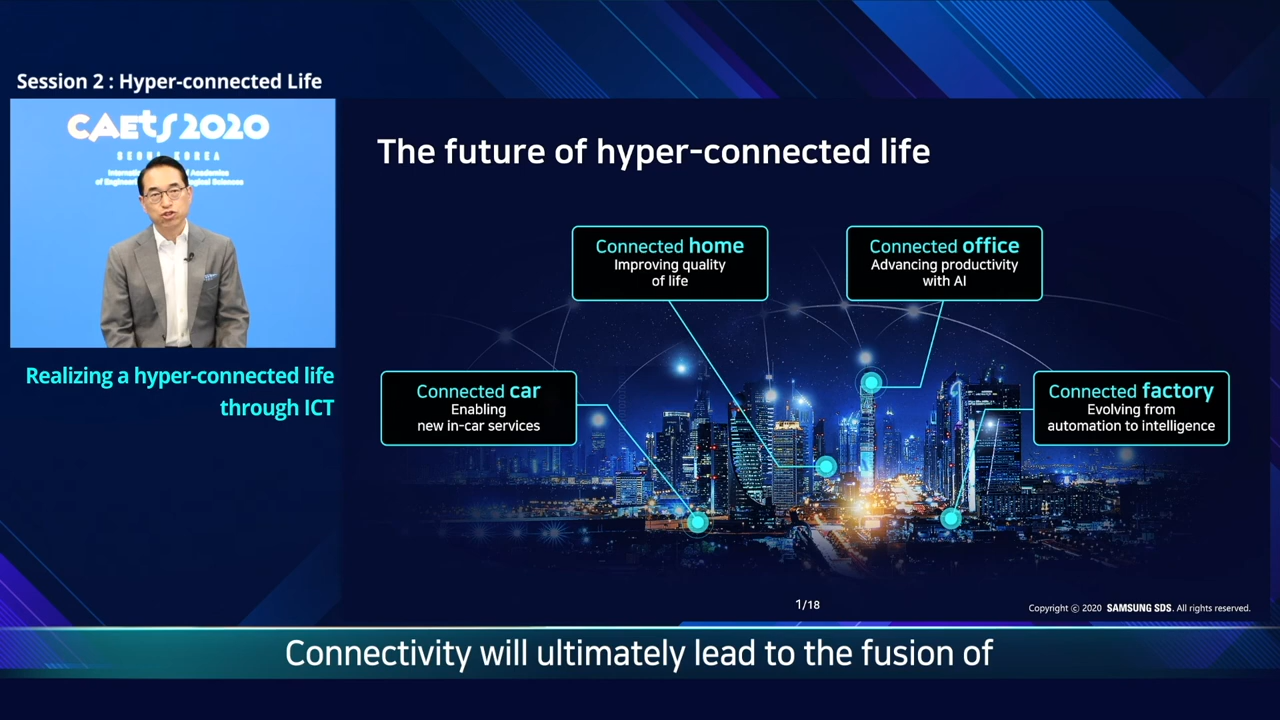 Session 2 : Hyper-connected Life
CAETS 2020
SEOUL KOREA
Realizing a hyper-connected life
through ICT
The future of hyper-connected life
Connected home
Improving quality
of life
Connected office
Advancing productivity
with AI
Connected car
Enabling
new in-car services
Connected factory
Evolving from
automation to intelligence
1/18
Copyright ⓒ 2020 SAMSUNG SDS. All rights reserved.
Connectivity will ultimately lead to the fusion of